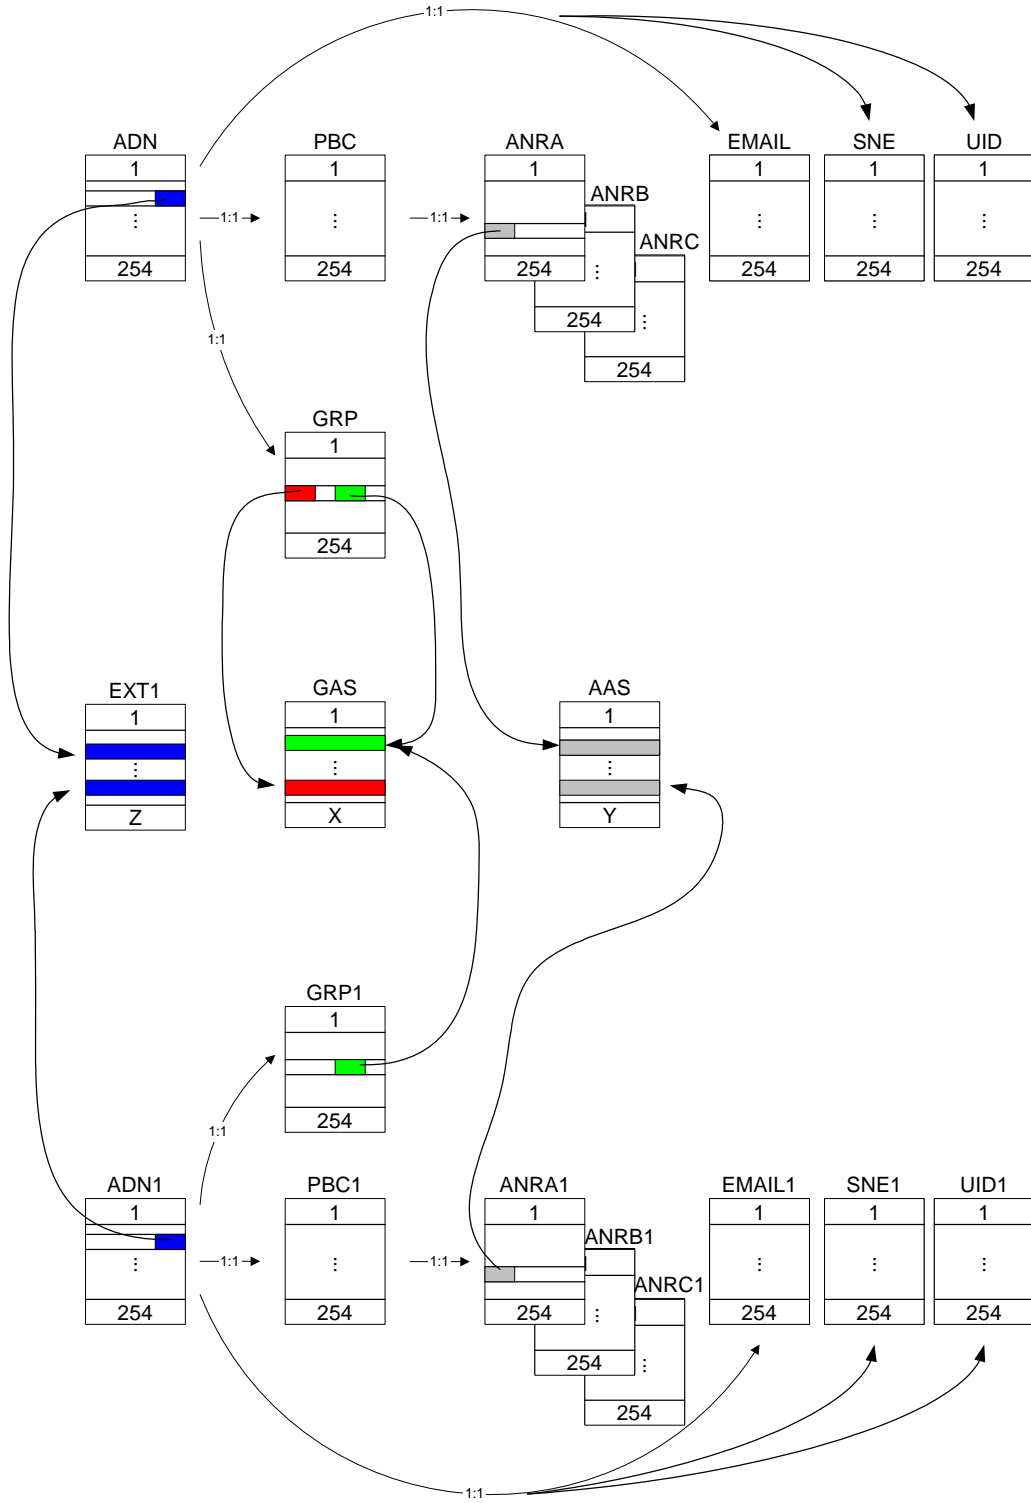 1:1
ADN
PBC
ANRA
EMAIL
SNE
UID
1
1
1
1
1
1
ANRB
⋮
1:1
⋮
1:1
⋮
⋮
⋮
ANRC
254
254
254
⋮
254
254
254
254
⋮
1:1
254
GRP
1
254
EXT1
GAS
AAS
1
1
1
⋮
⋮
⋮
Z
X
Y
GRP1
1
254
1:1
ADN1
PBC1
ANRA1
EMAIL1
SNE1
UID1
1
1
1
1
1
1
ANRB1
⋮
1:1
⋮
1:1
⋮
⋮
⋮
ANRC1
254
254
254
⋮
254
254
254
254
⋮
254
1:1